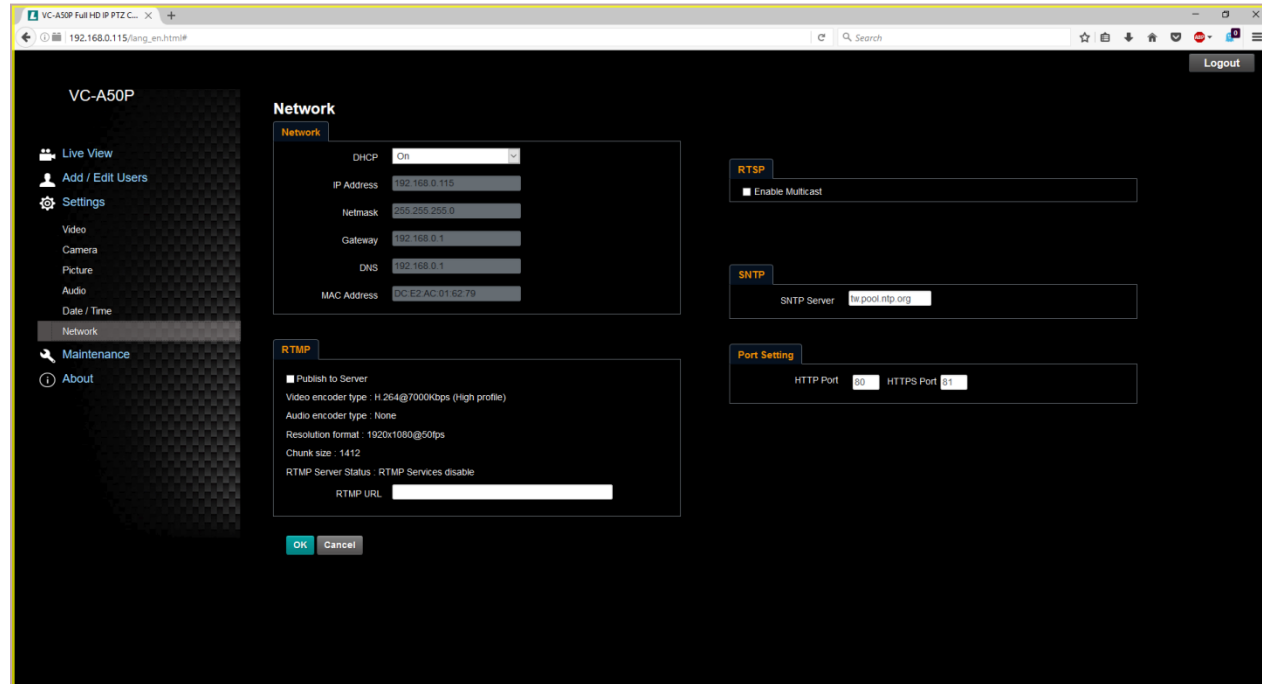 VC-A50P Full HD IP PTZ C...
192.168.0.115/lang_en.html#
Search
ABP
0
Logout
VC-A50P
Live View
Add / Edit Users
Settings
Video
Camera
Picture
Audio
Date / Time
Network
Maintenance
About
Network
Network
DHCP On
IP Address 192.168.0.115
Netmask 255.255.255.0
Gateway 192.168.0.1
DNS 192.168.0.1
MAC Address DC:E2:AC:01:62:79
RTMP
Publish to Server
Video encoder type : H.264@7000Kbps (High profile)
Audio encoder type : None
Resolution format : 1920x1080@50fps
Chunk size : 1412
RTMP Server Status : RTMP Services disable
RTMP URL
OK Cancel
RTSP
Enable Multicast
SNTP
SNTP Server tw.pool.ntp.org
Port Setting
HTTP Port 80 HTTPS Port 81